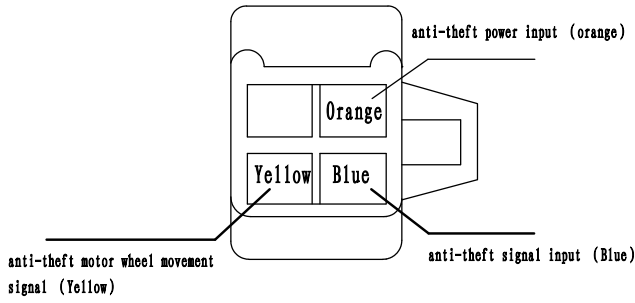 anti-theft power input (orange)
Orange
Yellow Blue
anti-theft motor wheel movement
signal (Yellow)
anti-theft signal input (Blue)